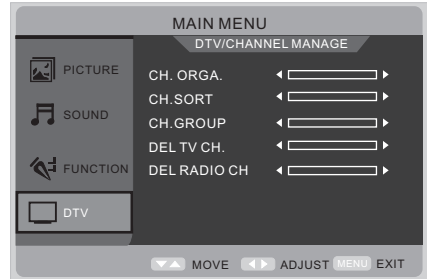 MAIN MENU
DTV/CHANNEL MANAGE
PICTURE
SOUND
FUNCTION
DTV
CH. ORGA.
CH.SORT
CH.GROUP
DEL TV CH.
DEL RADIO CH
MOVE ADJUST MENU EXIT